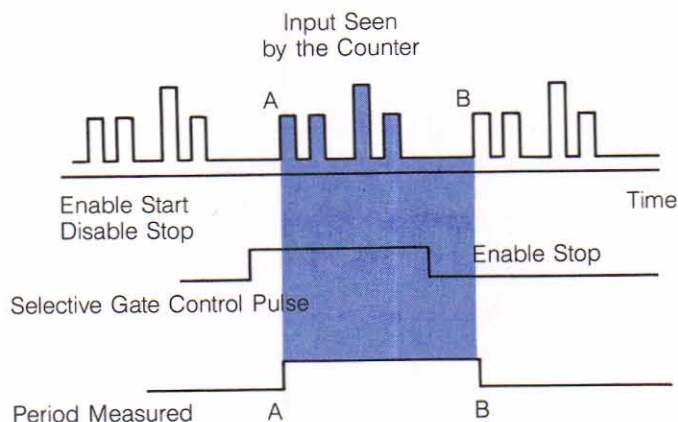 Input Seen
by the Counter
A
B
Enable Start
Disable Stop
Time
Enable Stop
Selective Gate Control Pulse
Period Measured
A
B